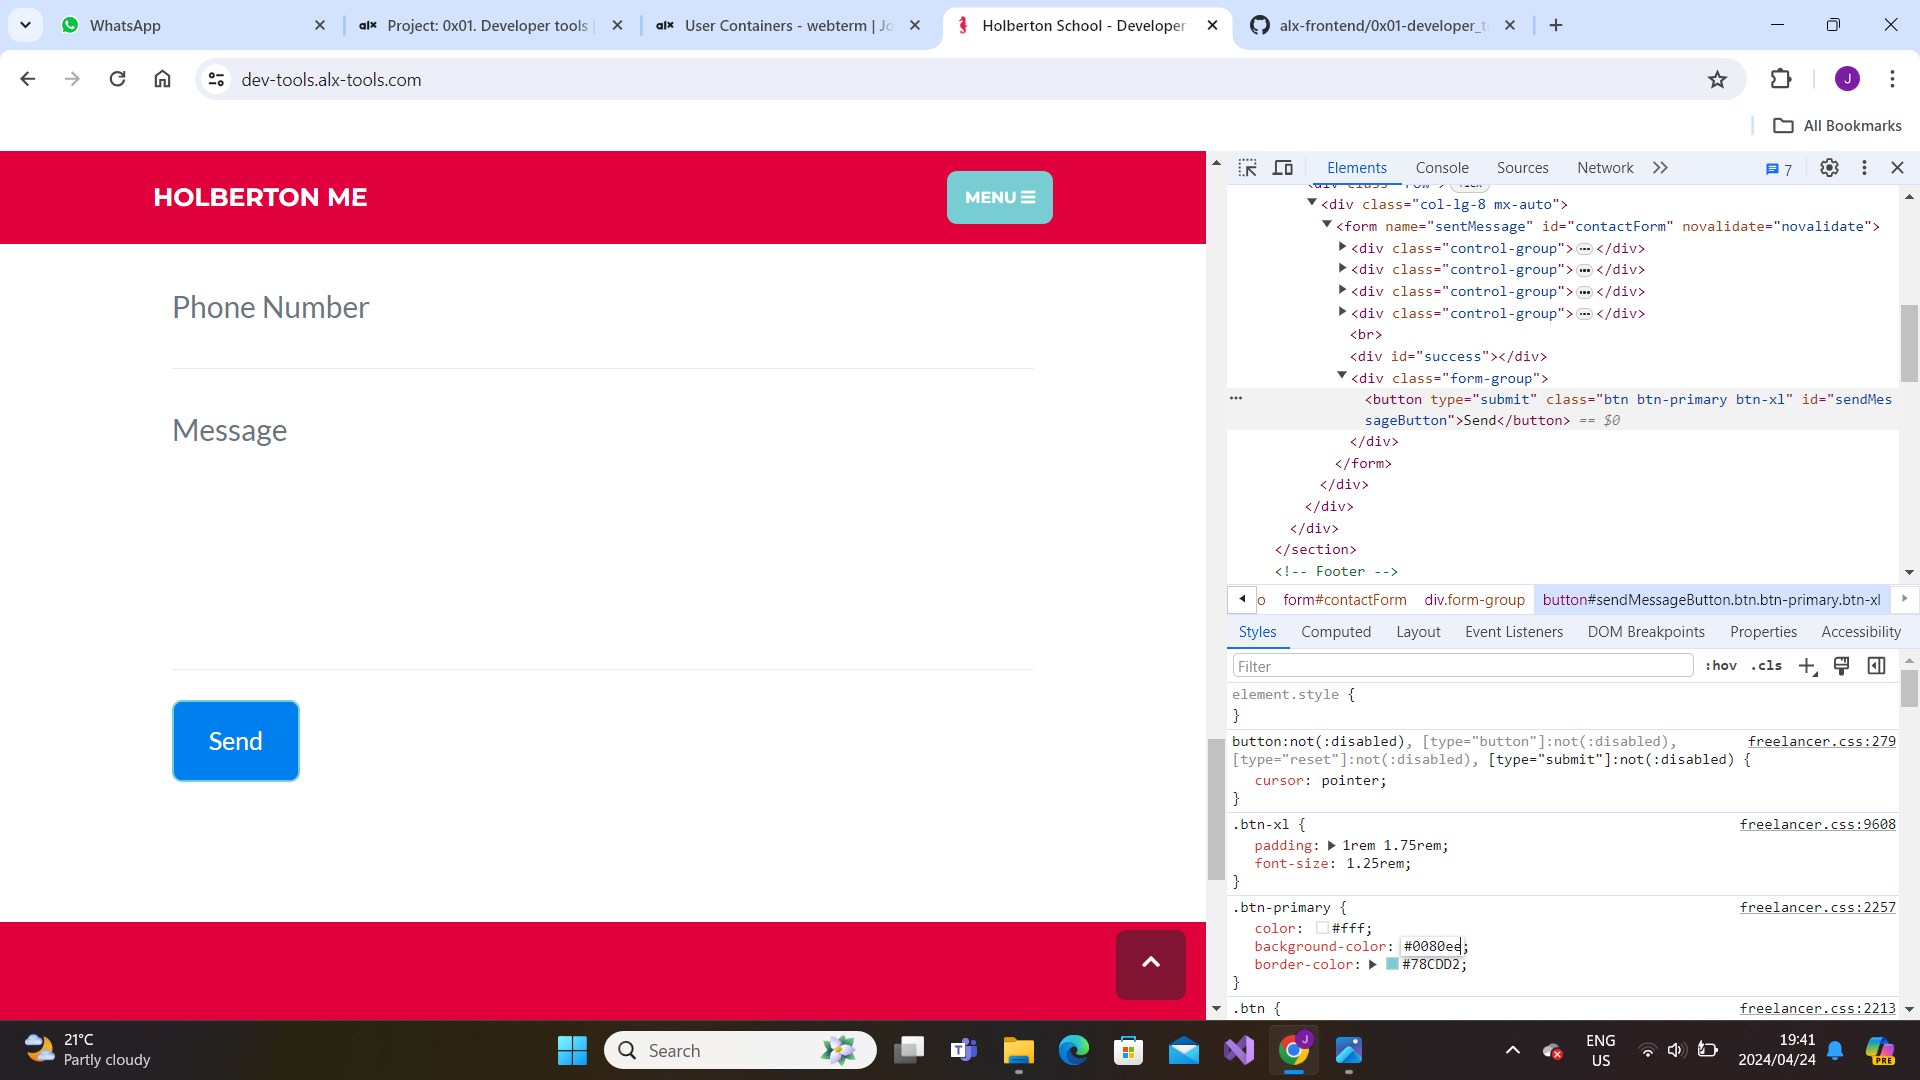 WhatsApp
alx Project: 0x01. Developer tools |
alx User Containers - webterm | Jo
Holberton School - Developer
alx-frontend/0x01-developer_t
dev-tools.alx-tools.com
J
All Bookmarks
HOLBERTON ME
MENU
Phone Number
Message
Send
Elements Console Sources Network 7
<div class="col-lg-8 mx-auto">
<form name="sentMessage" id="contactForm" novalidate="novalidate">
<div class="control-group"> </div>
<div class="control-group"> </div>
<div class="control-group"> </div>
<div class="control-group"> </div>
<br>
<div id="success"></div>
<div class="form-group">
<button type="submit" class="btn btn-primary btn-xl" id="sendMes
sageButton">Send</button> == $0
</div>
</form>
</div>
</div>
</div>
</section>
<!-- Footer -->
o form#contactForm div.form-group button#sendMessageButton.btn.btn-primary.btn-xl
Styles Computed Layout Event Listeners DOM Breakpoints Properties Accessibility
Filter :hov .cls
element.style {
}
button:not(:disabled), [type="button"]:not(:disabled), freelancer.css:279
[type="reset"]:not(:disabled), [type="submit"]:not(:disabled) {
cursor: pointer;
}
.btn-xl { freelancer.css:9608
padding: 1rem 1.75rem;
font-size: 1.25rem;
}
.btn-primary { freelancer.css:2257
color: #fff;
background-color: #0080ee;
border-color: #78CDD2;
}
.btn { freelancer.css:2213
21°C
Partly cloudy
Search
ENG
US
19:41
2024/04/24
PRE